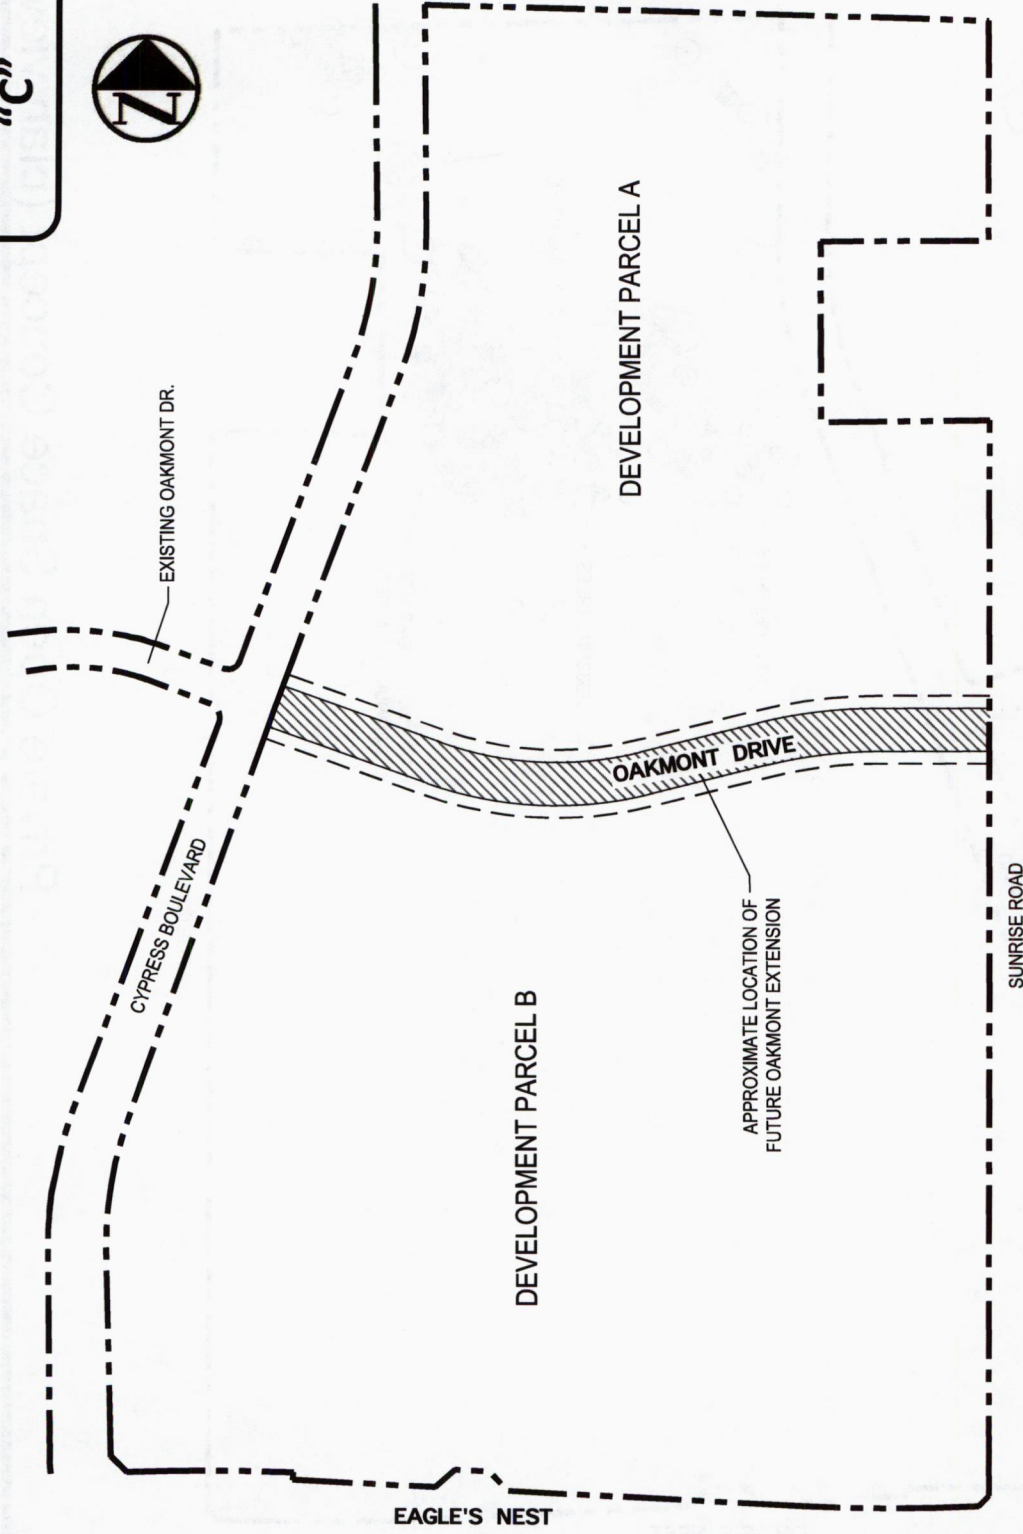 "C"
N
EXISTING OAKMONT DR.
CYPRESS BOULEVARD
DEVELOPMENT PARCEL A
DEVELOPMENT PARCEL B
OAKMONT DRIVE
APPROXIMATE LOCATION OF
FUTURE OAKMONT EXTENSION
EAGLE'S NEST
SUNRISE ROAD